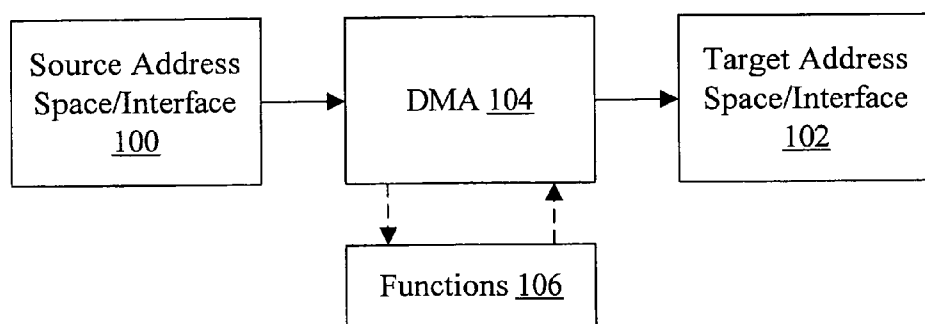 Source Address
Space/Interface
100
DMA 104
Target Address
Space/Interface
102
Functions 106